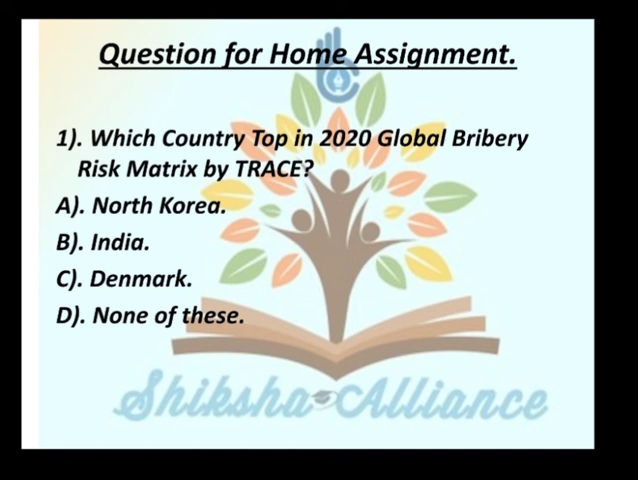 Question for Home Assignment.
1). Which Country Top in 2020 Global Bribery
Risk Matrix by TRACE?
A). North Korea.
B). India.
C). Denmark.
D). None of these.
Shiksha Alliance